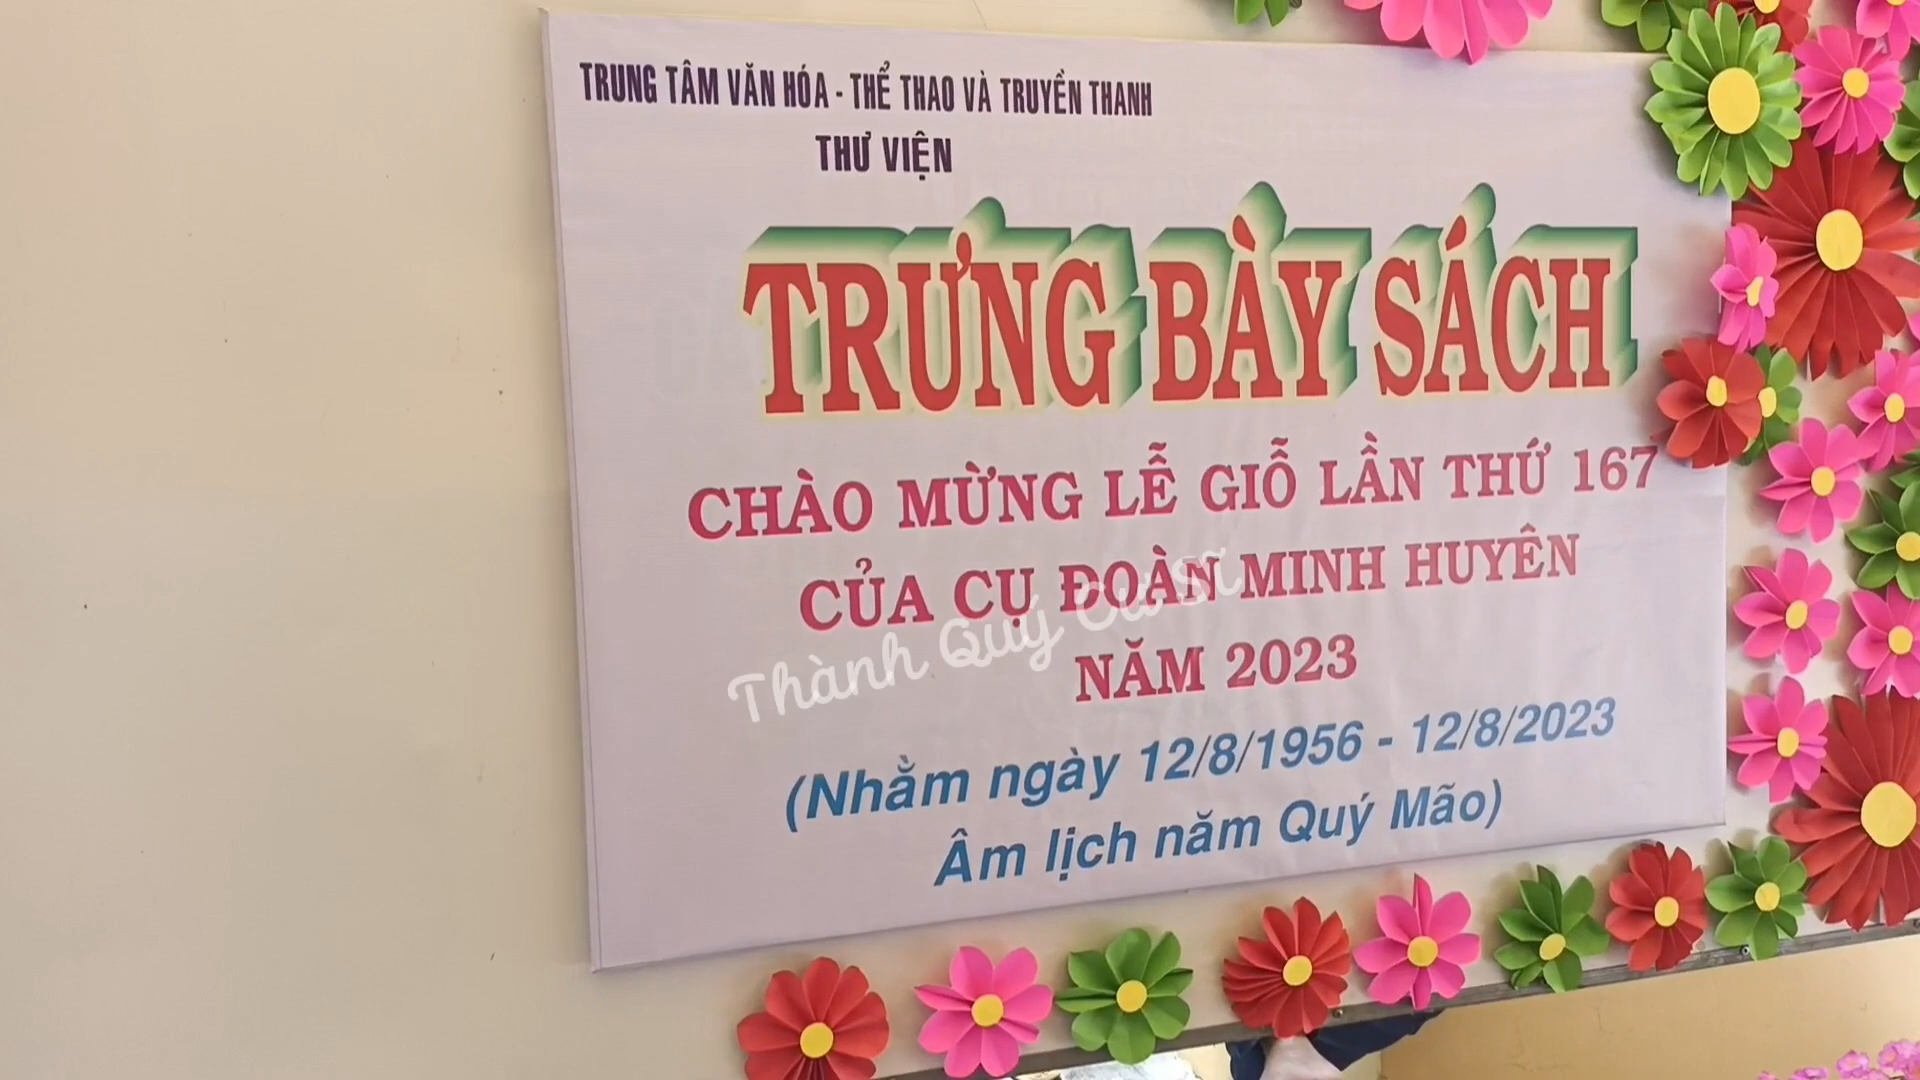 TRUNG TÂM VĂN HÓA - THỂ THAO VÀ TRUYỀN THANH
THƯ VIỆN
TRƯNG BÀY SÁCH
CHÀO MỪNG LỄ GIỖ LẦN THỨ 167
CỦA CỤ ĐOÀN MINH HUYÊN
Thành Quý Cư Sĩ
NĂM 2023
(Nhằm ngày 12/8/1956 - 12/8/2023
Âm lịch năm Quý Mão)